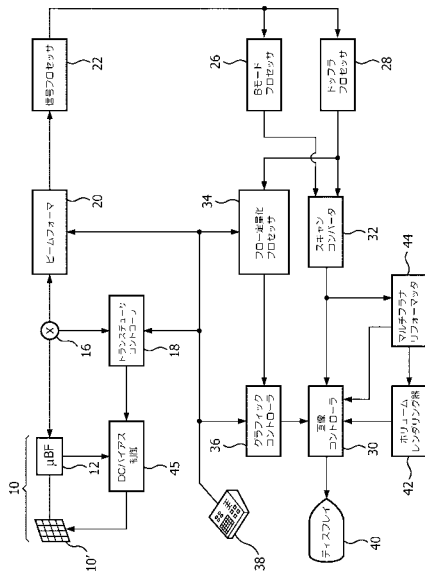 10
10'
μBF
12
DCバイアス
制御
45
X
16
トランスデューサ
コントローラ
18
ビームフォーマ
20
信号プロセッサ
22
Bモード
プロセッサ
26
ドップラ
プロセッサ
28
フロー定量化
プロセッサ
34
スキャン
コンバータ
32
マルチプラナ
リフォーマッタ
44
グラフィック
コントローラ
36
画像
コントローラ
30
ボリューム
レンダリング器
42
38
ディスプレイ
40